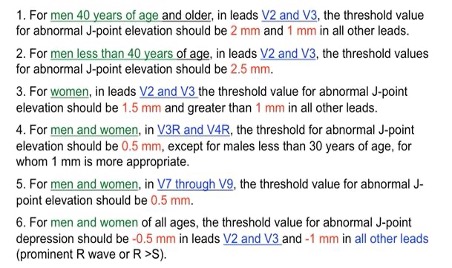 1. For men 40 years of age and older, in leads V2 and V3, the threshold value
for abnormal J-point elevation should be 2 mm and 1 mm in all other leads.
2. For men less than 40 years of age, in leads V2 and V3, the threshold values
for abnormal J-point elevation should be 2.5 mm.
3. For women, in leads V2 and V3 the threshold value for abnormal J-point
elevation should be 1.5 mm and greater than 1 mm in all other leads.
4. For men and women, in V3R and V4R, the threshold for abnormal J-point
elevation should be 0.5 mm, except for males less than 30 years of age, for
whom 1 mm is more appropriate.
5. For men and women, in V7 through V9, the threshold value for abnormal J-
point elevation should be 0.5 mm.
6. For men and women of all ages, the threshold value for abnormal J-point
depression should be -0.5 mm in leads V2 and V3 and -1 mm in all other leads
(prominent R wave or R >S).